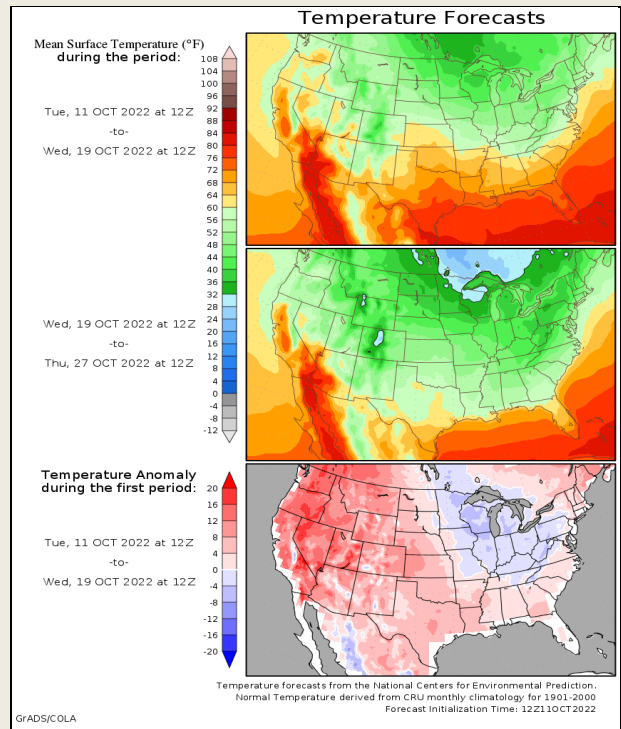 Temperature Forecasts
Mean Surface Temperature (°F)
during the period:
108
104
100
96
92
88
84
80
76
72
68
64
60
56
52
48
44
40
36
32
28
24
20
16
12
8
4
0
-4
-8
-12
Tue, 11 OCT 2022 at 12Z
-to-
Wed, 19 OCT 2022 at 12Z
Wed, 19 OCT 2022 at 12Z
-to-
Thu, 27 OCT 2022 at 12Z
Temperature Anomaly
during the first period:
20
16
12
8
4
0
-4
-8
-12
-16
-20
Tue, 11 OCT 2022 at 12Z
-to-
Wed, 19 OCT 2022 at 12Z
Temperature forecasts from the National Centers for Environmental Prediction.
Normal Temperature derived from CRU monthly climatology for 1901-2000
Forecast Initialization Time: 12Z11OCT2022
GrADS/COLA